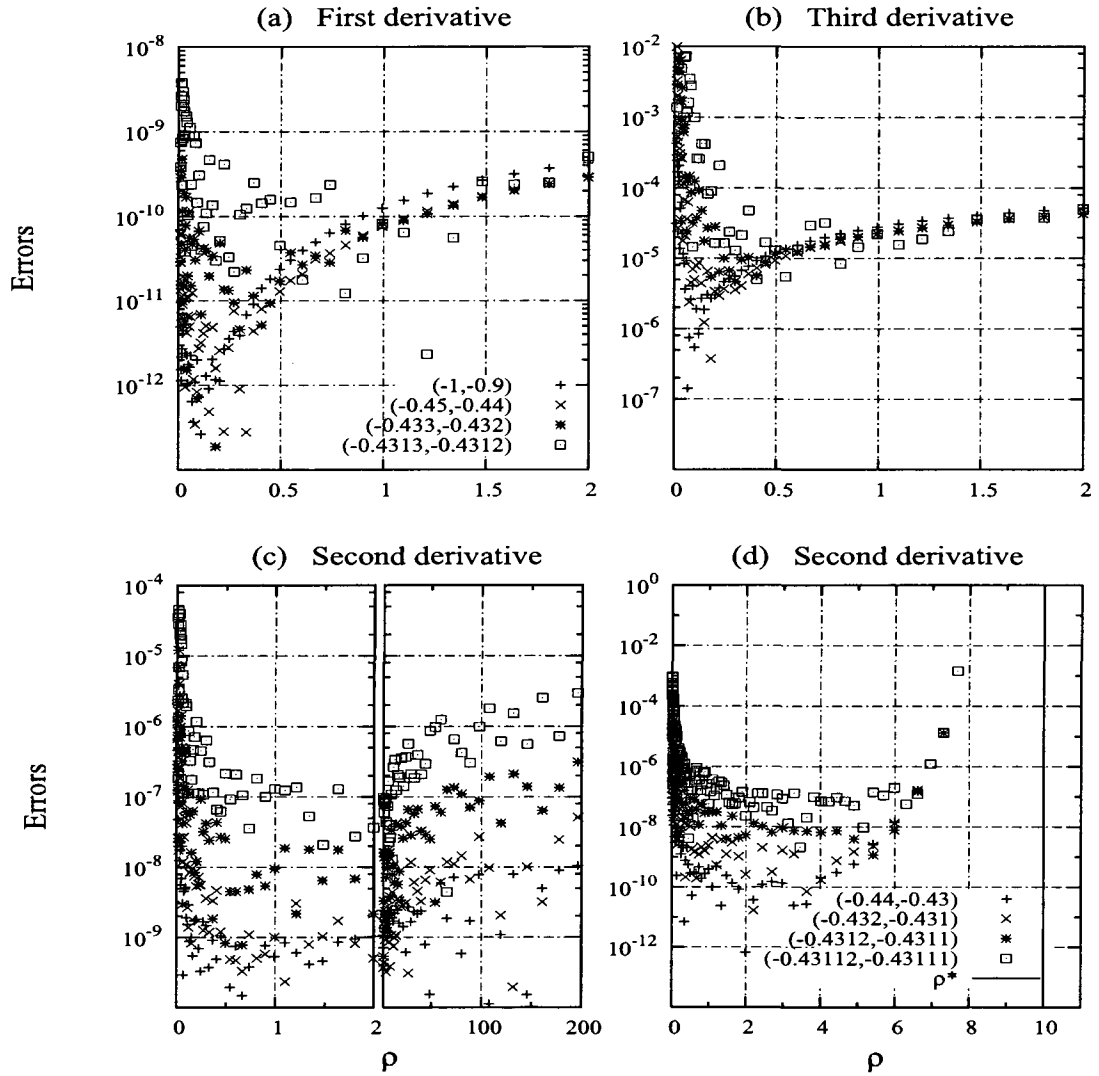 (a) First derivative
(b) Third derivative
10^-8
10^-9
10^-10
10^-11
10^-12
Errors
(-1,-0.9) +
(-0.45,-0.44) ×
(-0.433,-0.432) ∗
(-0.4313,-0.4312) □
0 0.5 1 1.5 2
10^-2
10^-3
10^-4
10^-5
10^-6
10^-7
0 0.5 1 1.5 2
(c) Second derivative
(d) Second derivative
10^-4
10^-5
10^-6
10^-7
10^-8
10^-9
Errors
0 1 2 100 200
ρ
10^0
10^-2
10^-4
10^-6
10^-8
10^-10
10^-12
(-0.44,-0.43) +
(-0.432,-0.431) ×
(-0.4312,-0.4311) ∗
(-0.43112,-0.43111) □
ρ*
0 2 4 6 8 10
ρ